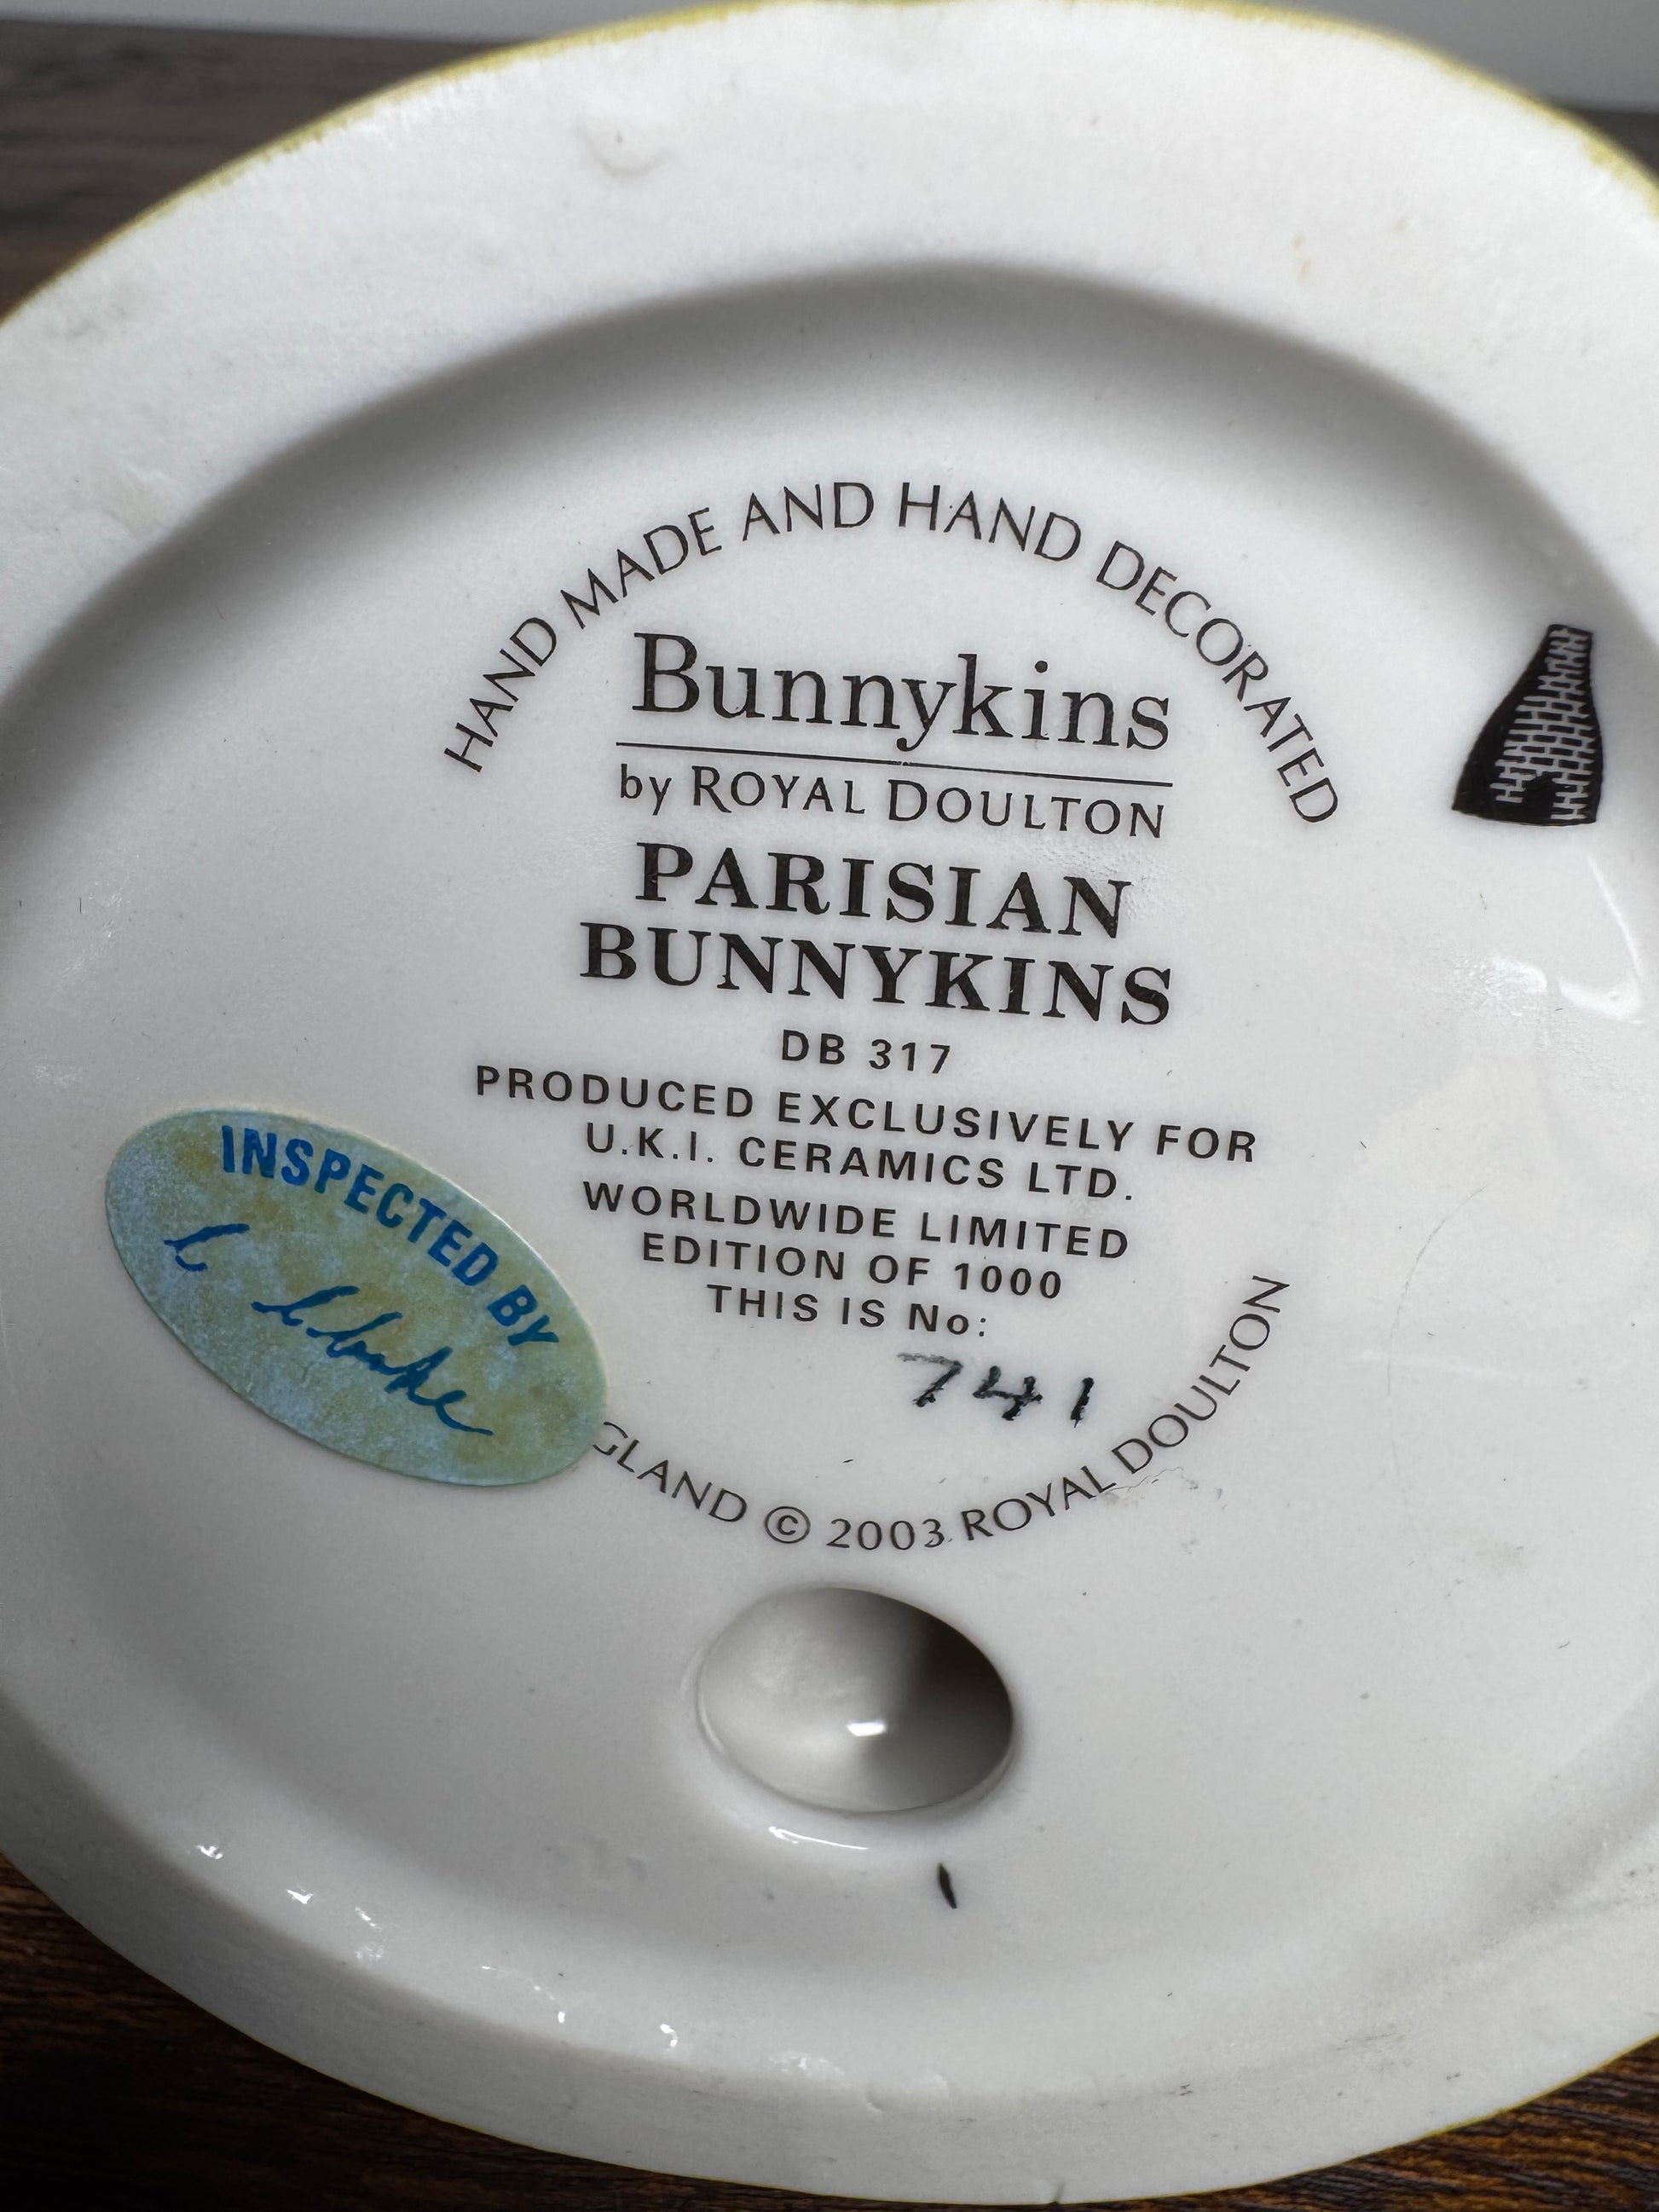 HAND MADE AND HAND DECORATED
Bunnykins
by ROYAL DOULTON
PARISIAN
BUNNYKINS
DB 317
PRODUCED EXCLUSIVELY FOR
U.K.I. CERAMICS LTD.
WORLDWIDE LIMITED
EDITION OF 1000
THIS IS No:
741
GLAND © 2003 ROYAL DOULTON
INSPECTED BY